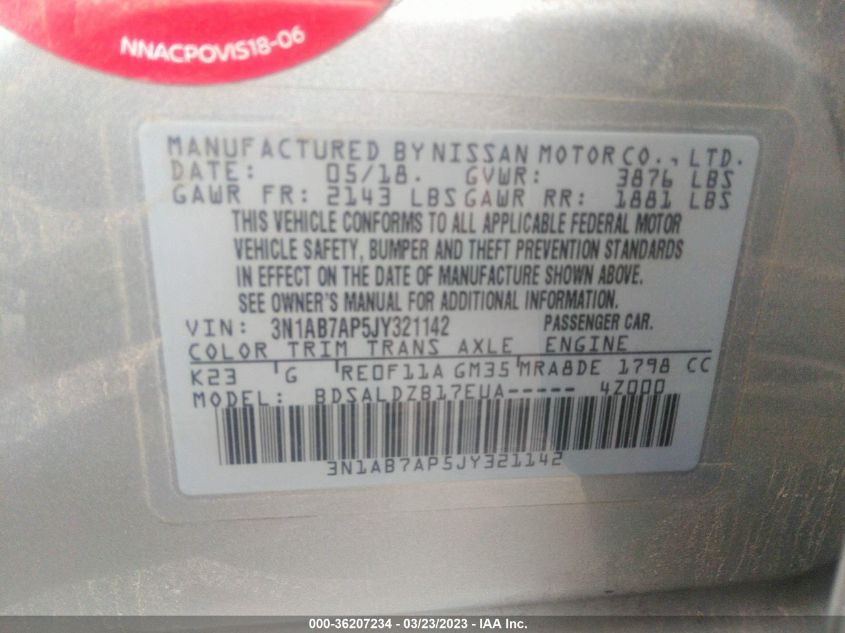 NNACPOVIS18-06
MANUFACTURED BY NISSAN MOTOR CO., LTD.
DATE: 05/18. GVWR: 3876 LBS
GAWR FR: 2143 LBS GAWR RR: 1881 LBS
THIS VEHICLE CONFORMS TO ALL APPLICABLE FEDERAL MOTOR
VEHICLE SAFETY, BUMPER AND THEFT PREVENTION STANDARDS
IN EFFECT ON THE DATE OF MANUFACTURE SHOWN ABOVE.
SEE OWNER'S MANUAL FOR ADDITIONAL INFORMATION.
VIN: 3N1AB7AP5JY321142 PASSENGER CAR.
COLOR TRIM TRANS AXLE ENGINE
K23 G RE0F11A GM35 MRA8DE 1798 CC
MODEL: BDSALDZB17EUA----- 4Z000
3N1AB7AP5JY321142
000-36207234 - 03/23/2023 - IAA Inc.